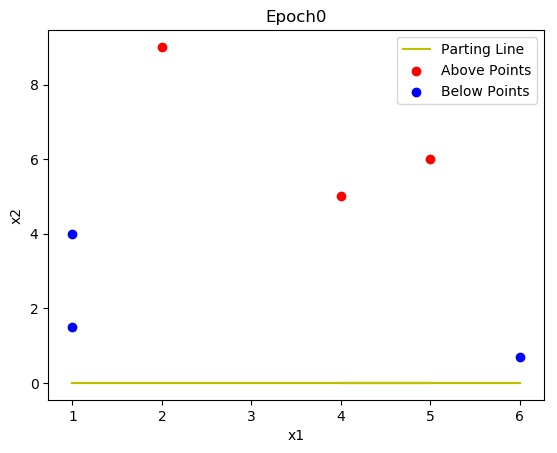 Epoch0
Parting Line
Above Points
Below Points
8
6
4
2
0
x2
1
2
3
4
5
6
x1